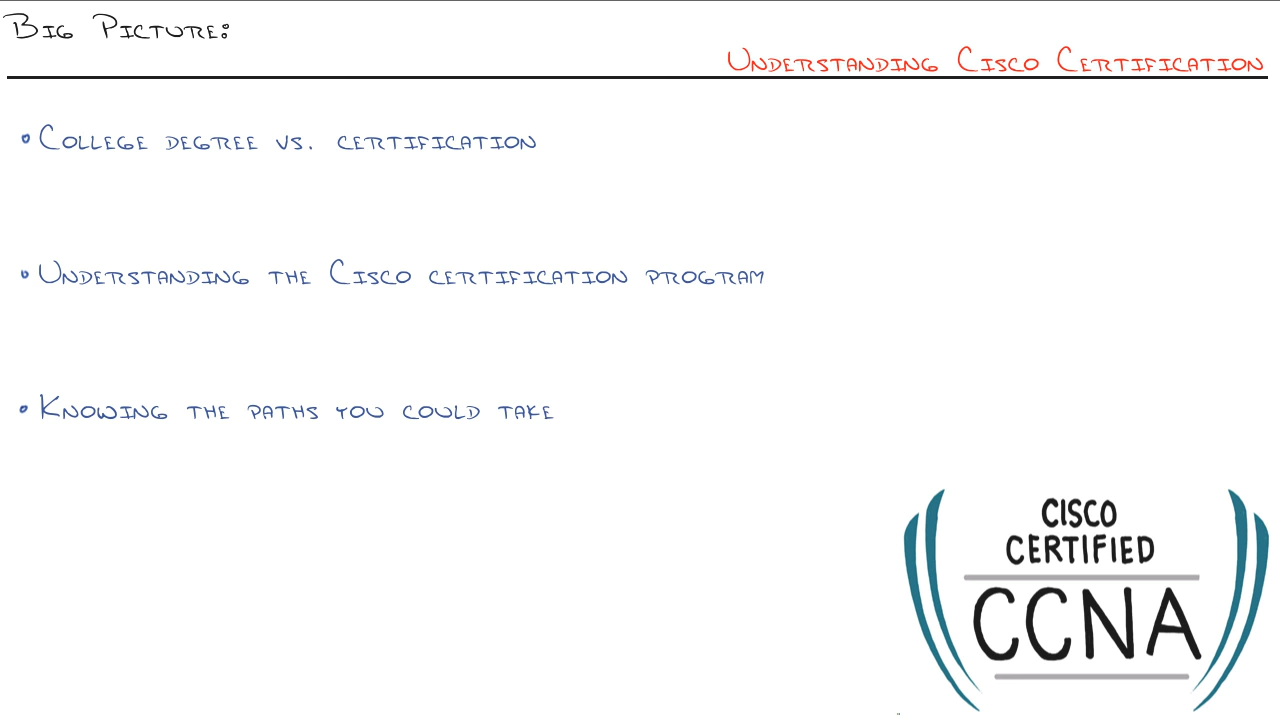 Big Picture:
Understanding Cisco Certification
• College degree vs. certification
• Understanding the Cisco certification program
• Knowing the paths you could take
CISCO
CERTIFIED
CCNA